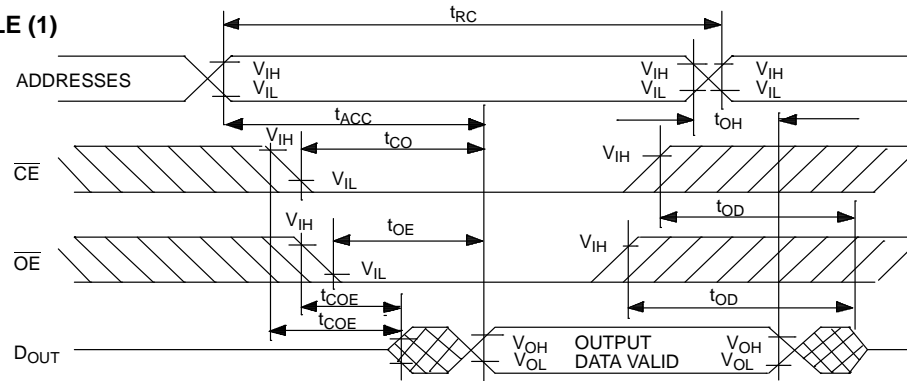 LE (1)
tRC
ADDRESSES
VIH
VIL
VIH
VIL
VIH
VIL
tACC
tOH
tCO
VIH
VIH
CE
VIL
tOD
tOE
VIH
VIH
OE
VIL
tCOE
tOD
tCOE
DOUT
VOH
VOL
OUTPUT
DATA VALID
VOH
VOL